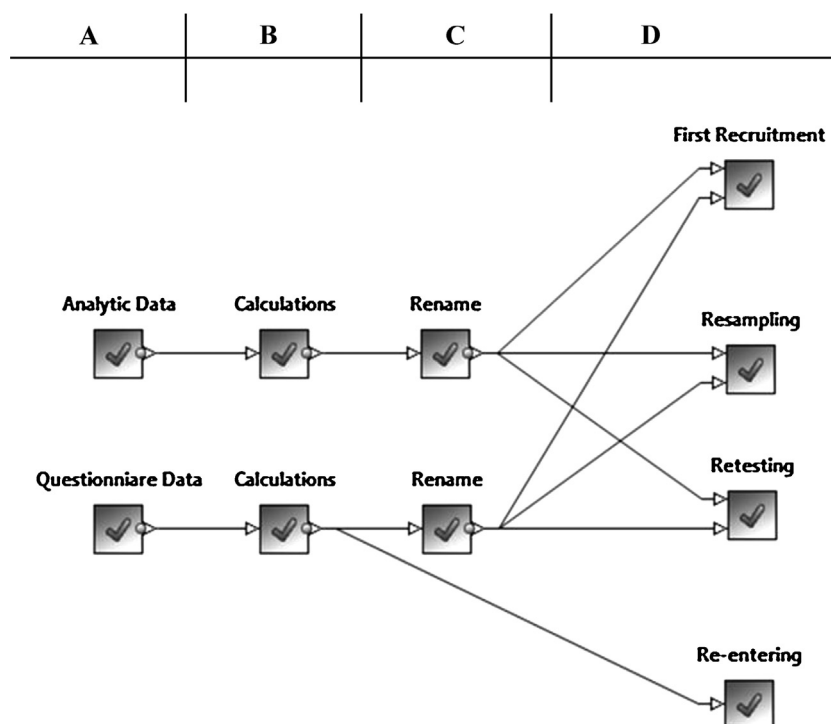 A B C D
First Recruitment
Analytic Data Calculations Rename Resampling
Questionniare Data Calculations Rename Retesting
Re-entering